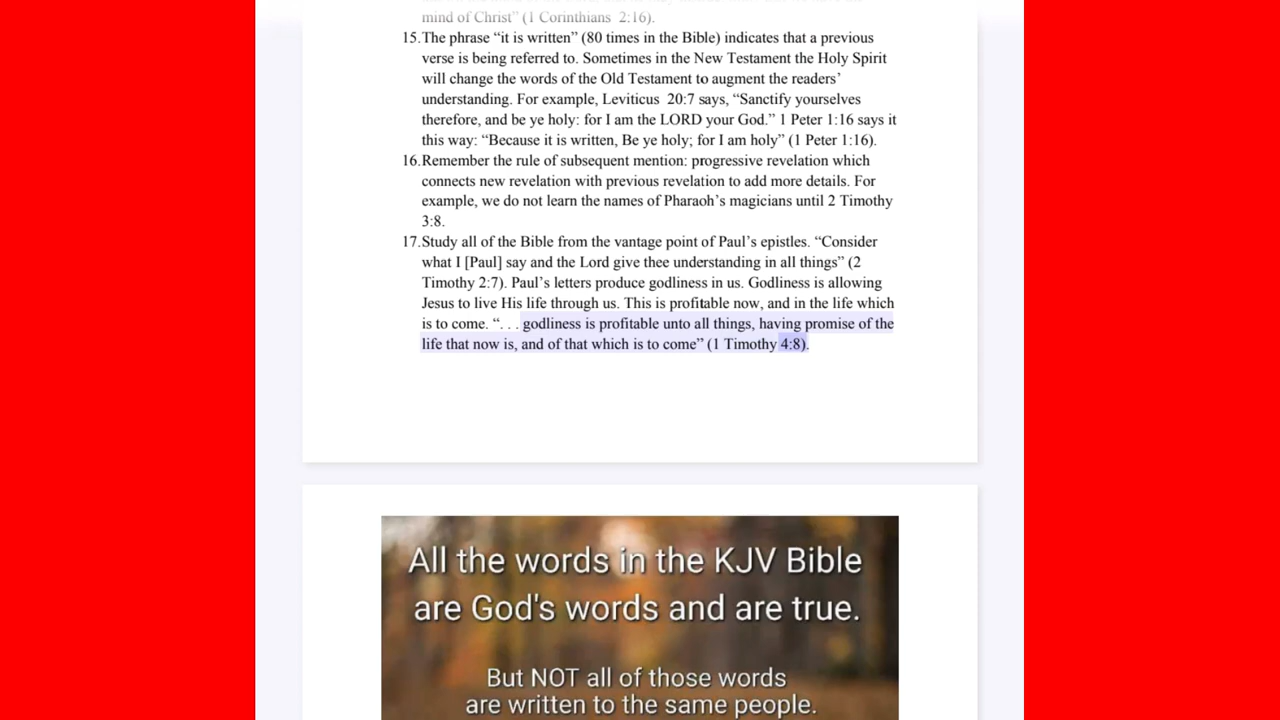 mind of Christ” (1 Corinthians 2:16).
15.The phrase “it is written” (80 times in the Bible) indicates that a previous
verse is being referred to. Sometimes in the New Testament the Holy Spirit
will change the words of the Old Testament to augment the readers’
understanding. For example, Leviticus 20:7 says, “Sanctify yourselves
therefore, and be ye holy: for I am the LORD your God.” 1 Peter 1:16 says it
this way: “Because it is written, Be ye holy; for I am holy” (1 Peter 1:16).
16.Remember the rule of subsequent mention: progressive revelation which
connects new revelation with previous revelation to add more details. For
example, we do not learn the names of Pharaoh’s magicians until 2 Timothy
3:8.
17.Study all of the Bible from the vantage point of Paul’s epistles. “Consider
what I [Paul] say and the Lord give thee understanding in all things” (2
Timothy 2:7). Paul’s letters produce godliness in us. Godliness is allowing
Jesus to live His life through us. This is profitable now, and in the life which
is to come. “. . . godliness is profitable unto all things, having promise of the
life that now is, and of that which is to come” (1 Timothy 4:8).
All the words in the KJV Bible
are God's words and are true.
But NOT all of those words
are written to the same people.